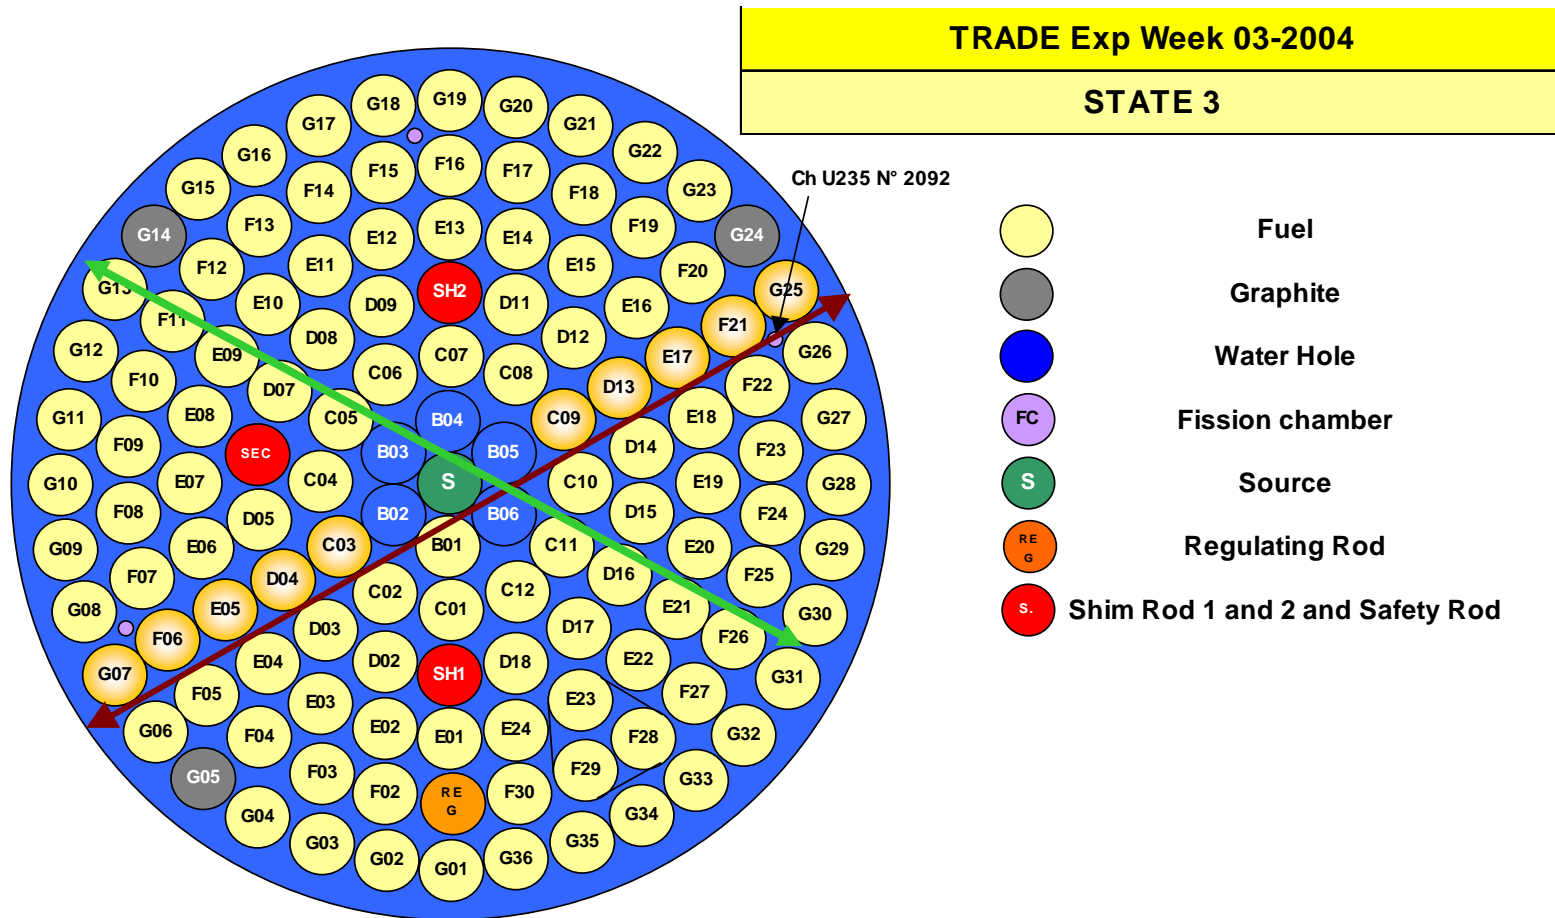 TRADE Exp Week 03-2004
STATE 3
Ch U235 N° 2092
G17 G18 G19 G20 G21
G16 G22
G15 F14 F15 F16 F17 F18 G23
G14 F13 E12 E13 E14 F19 G24
F12 E11 E15 F20
G13 E10 D09 SH2 D11 E16 G25
F11 D08 D12 F21
G12 E09 C06 C07 C08 E17 G26
F10 D07 D13 F22
G11 E08 C05 B04 C09 E18 G27
F09 SEC B03 B05 D14 F23
G10 E07 C04 S C10 E19 G28
F08 D05 B02 B06 D15 F24
G09 E06 C03 B01 C11 E20 G29
F07 D04 C02 C12 D16 F25
G08 E05 C01 E21 G30
F06 D03 D17 F26
G07 E04 D02 SH1 D18 E22 G31
F05 E03 E23 F27
G06 F04 E02 E01 E24 F28 G32
G05 F03 F29 G33
F02 RE
G F30
G04 G34
G03 G02 G01 G36 G35
Fuel
Graphite
Water Hole
FC Fission chamber
S Source
RE
G Regulating Rod
S. Shim Rod 1 and 2 and Safety Rod